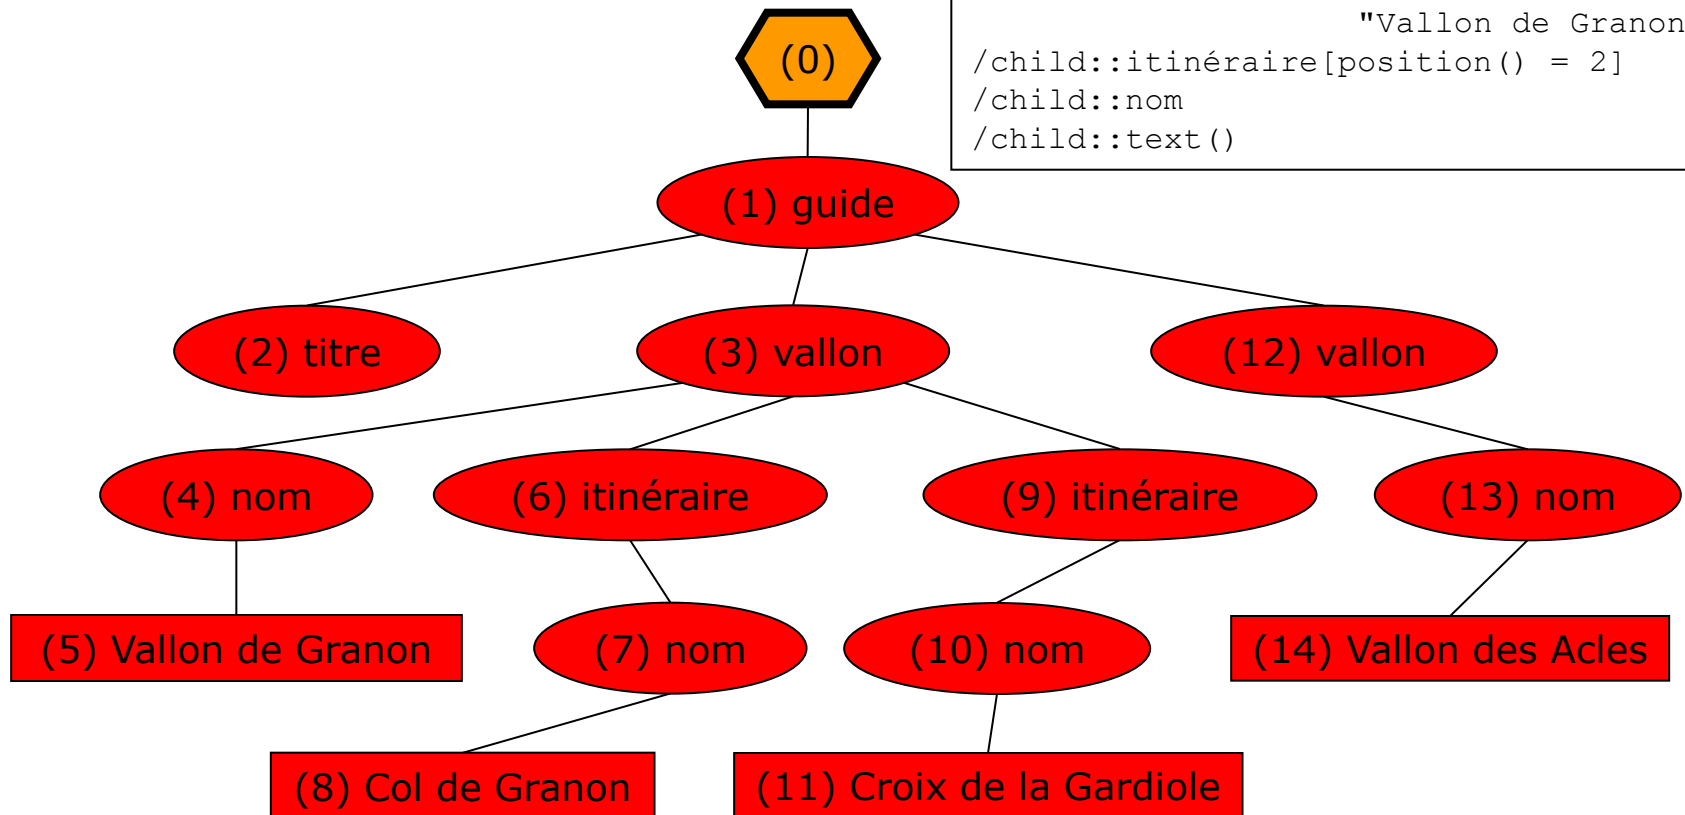 "Vallon de Granon
/child::itinéraire[position() = 2]
/child::nom
/child::text()
(0)
(1) guide
(2) titre
(3) vallon
(12) vallon
(4) nom
(6) itinéraire
(9) itinéraire
(13) nom
(5) Vallon de Granon
(7) nom
(10) nom
(14) Vallon des Acles
(8) Col de Granon
(11) Croix de la Gardiole